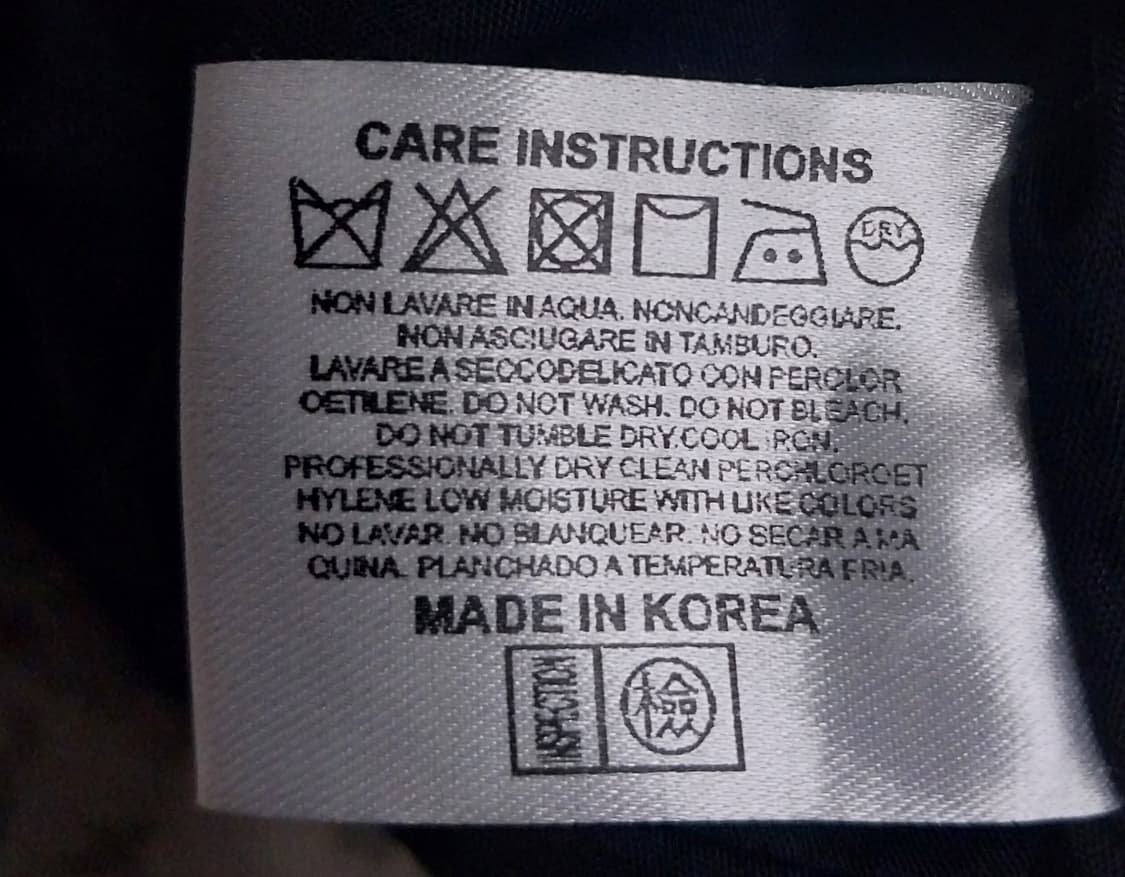 CARE INSTRUCTIONS
DRY
NON LAVARE IN AQUA. NONCANDEGGIARE.
NON ASCIUGARE IN TAMBURO.
LAVARE A SECCODELICATO CON PERCLOR
OETILENE. DO NOT WASH. DO NOT BLEACH.
DO NOT TUMBLE DRY.COOL IRON.
PROFESSIONALLY DRY CLEAN PERCHLOROET
HYLENE LOW MOISTURE WITH LIKE COLORS
NO LAVAR. NO BLANQUEAR. NO SECAR A MA
QUINA. PLANCHADO A TEMPERATURA FRIA.
MADE IN KOREA
INSPECTION
檢